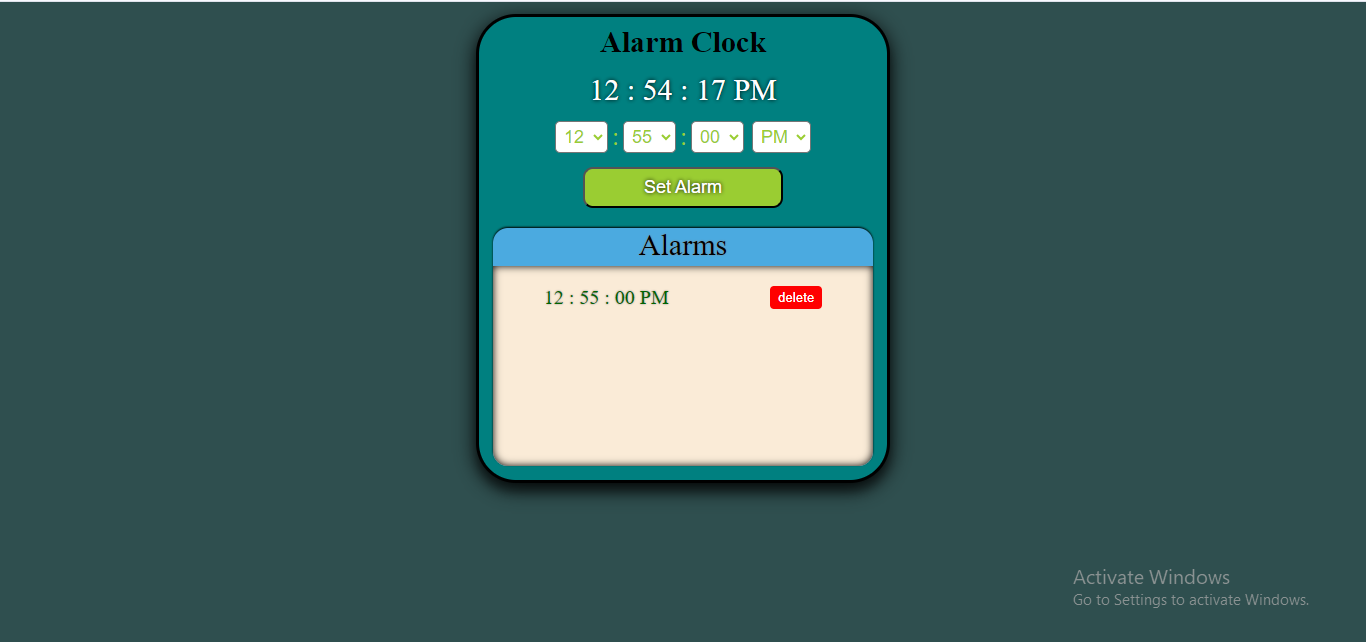 Alarm Clock
12 : 54 : 17 PM
12 : 55 : 00 PM
Set Alarm
Alarms
12 : 55 : 00 PM delete
Activate Windows
Go to Settings to activate Windows.